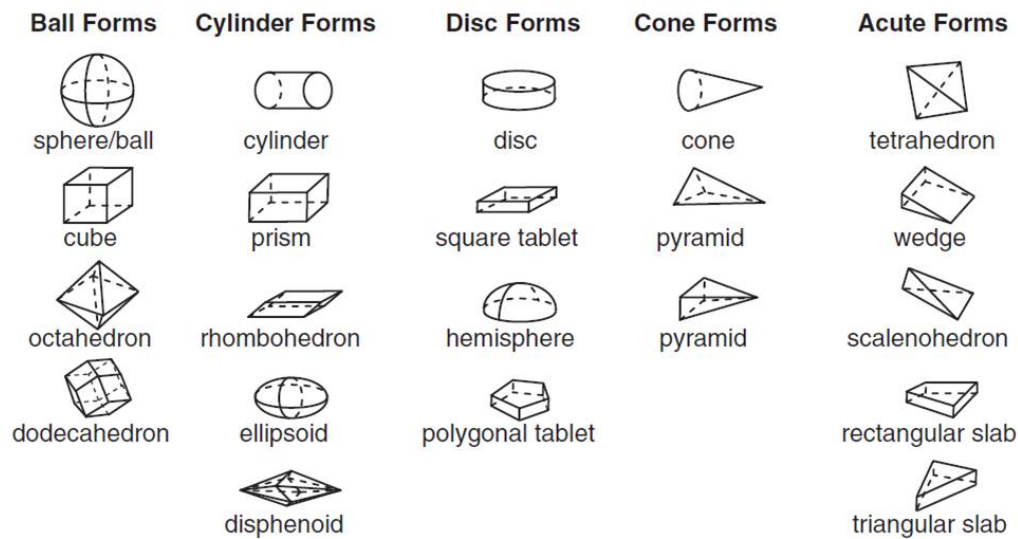 Ball Forms Cylinder Forms Disc Forms Cone Forms Acute Forms
sphere/ball cylinder disc cone tetrahedron
cube prism square tablet pyramid wedge
octahedron rhombohedron hemisphere pyramid scalenohedron
dodecahedron ellipsoid polygonal tablet rectangular slab
disphenoid triangular slab